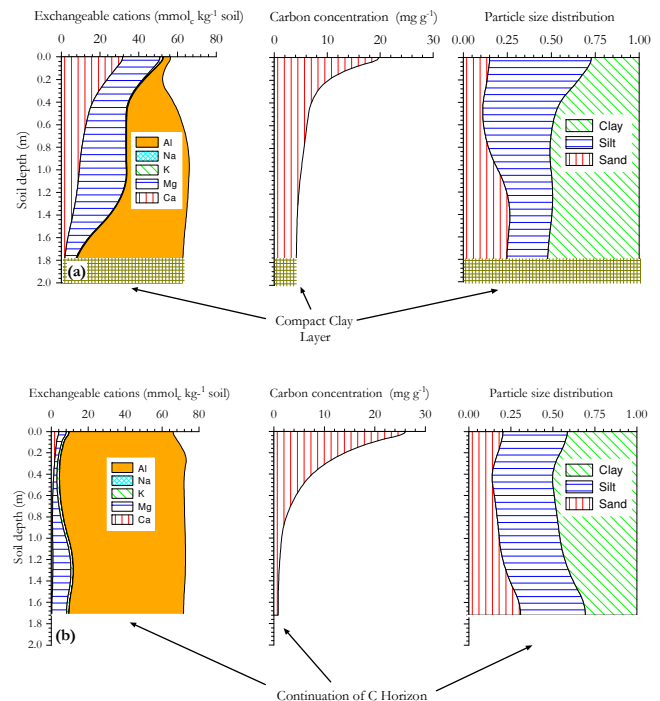 Exchangeable cations (mmolc kg-1 soil)
Carbon concentration (mg g-1)
Particle size distribution
0 20 40 60 80
0 10 20 30
0.00 0.25 0.50 0.75 1.00
Soil depth (m)
0.0
0.2
0.4
0.6
0.8
1.0
1.2
1.4
1.6
1.8
2.0
Al
Na
K
Mg
Ca
Clay
Silt
Sand
(a)
Compact Clay
Layer
Exchangeable cations (mmolc kg-1 soil)
Carbon concentration (mg g-1)
Particle size distribution
0 20 40 60 80
0 10 20 30
0.00 0.25 0.50 0.75 1.00
Soil depth (m)
0.0
0.2
0.4
0.6
0.8
1.0
1.2
1.4
1.6
1.8
2.0
Al
Na
K
Mg
Ca
Clay
Silt
Sand
(b)
Continuation of C Horizon